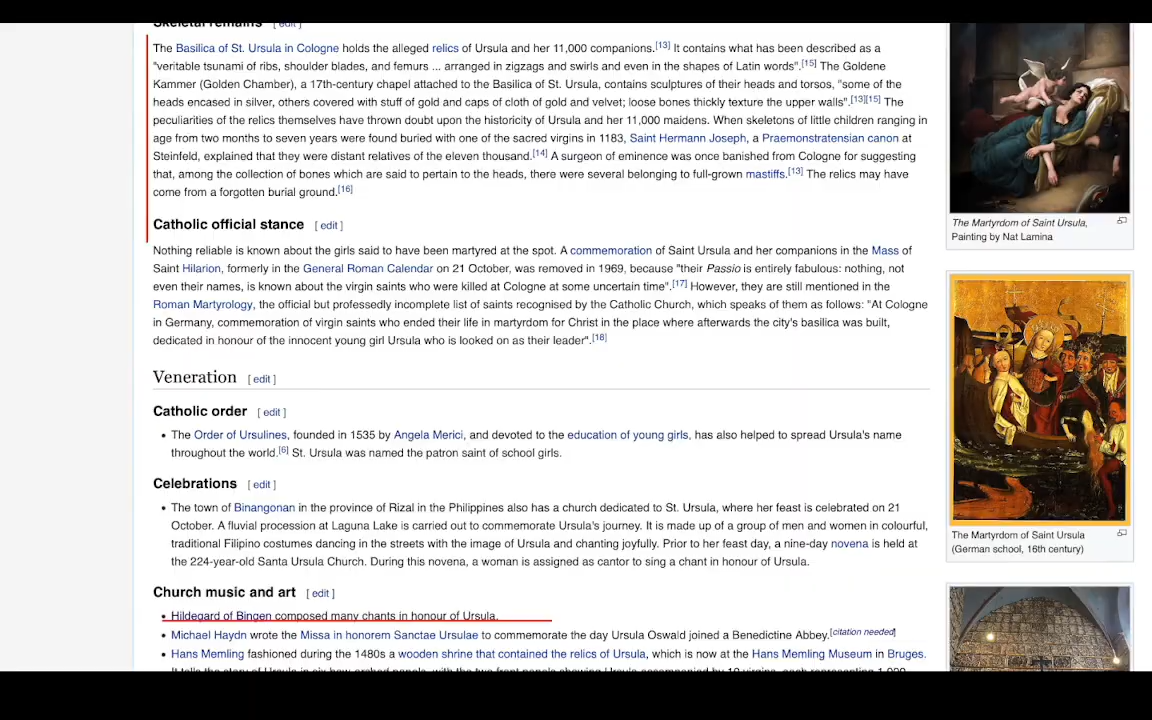 Skeletal remains [ edit ]
The Basilica of St. Ursula in Cologne holds the alleged relics of Ursula and her 11,000 companions.[13] It contains what has been described as a
"veritable tsunami of ribs, shoulder blades, and femurs ... arranged in zigzags and swirls and even in the shapes of Latin words".[15] The Goldene
Kammer (Golden Chamber), a 17th-century chapel attached to the Basilica of St. Ursula, contains sculptures of their heads and torsos, "some of the
heads encased in silver, others covered with stuff of gold and caps of cloth of gold and velvet; loose bones thickly texture the upper walls".[13][15] The
peculiarities of the relics themselves have thrown doubt upon the historicity of Ursula and her 11,000 maidens. When skeletons of little children ranging in
age from two months to seven years were found buried with one of the sacred virgins in 1183, Saint Hermann Joseph, a Praemonstratensian canon at
Steinfeld, explained that they were distant relatives of the eleven thousand.[14] A surgeon of eminence was once banished from Cologne for suggesting
that, among the collection of bones which are said to pertain to the heads, there were several belonging to full-grown mastiffs.[13] The relics may have
come from a forgotten burial ground.[16]
The Martyrdom of Saint Ursula,
Painting by Nat Lamina
Catholic official stance [ edit ]
Nothing reliable is known about the girls said to have been martyred at the spot. A commemoration of Saint Ursula and her companions in the Mass of
Saint Hilarion, formerly in the General Roman Calendar on 21 October, was removed in 1969, because "their Passio is entirely fabulous: nothing, not
even their names, is known about the virgin saints who were killed at Cologne at some uncertain time".[17] However, they are still mentioned in the
Roman Martyrology, the official but professedly incomplete list of saints recognised by the Catholic Church, which speaks of them as follows: "At Cologne
in Germany, commemoration of virgin saints who ended their life in martyrdom for Christ in the place where afterwards the city's basilica was built,
dedicated in honour of the innocent young girl Ursula who is looked on as their leader".[18]
Veneration [ edit ]
Catholic order [ edit ]
• The Order of Ursulines, founded in 1535 by Angela Merici, and devoted to the education of young girls, has also helped to spread Ursula's name
throughout the world.[6] St. Ursula was named the patron saint of school girls.
Celebrations [ edit ]
• The town of Binangonan in the province of Rizal in the Philippines also has a church dedicated to St. Ursula, where her feast is celebrated on 21
October. A fluvial procession at Laguna Lake is carried out to commemorate Ursula's journey. It is made up of a group of men and women in colourful,
traditional Filipino costumes dancing in the streets with the image of Ursula and chanting joyfully. Prior to her feast day, a nine-day novena is held at
the 224-year-old Santa Ursula Church. During this novena, a woman is assigned as cantor to sing a chant in honour of Ursula.
The Martyrdom of Saint Ursula
(German school, 16th century)
Church music and art [ edit ]
• Hildegard of Bingen composed many chants in honour of Ursula.
• Michael Haydn wrote the Missa in honorem Sanctae Ursulae to commemorate the day Ursula Oswald joined a Benedictine Abbey.[citation needed]
• Hans Memling fashioned during the 1480s a wooden shrine that contained the relics of Ursula, which is now at the Hans Memling Museum in Bruges.
It tells the story of Ursula in six bow-arched panels, with the two front panels showing Ursula accompanied by 10 virgins, each representing 1,000